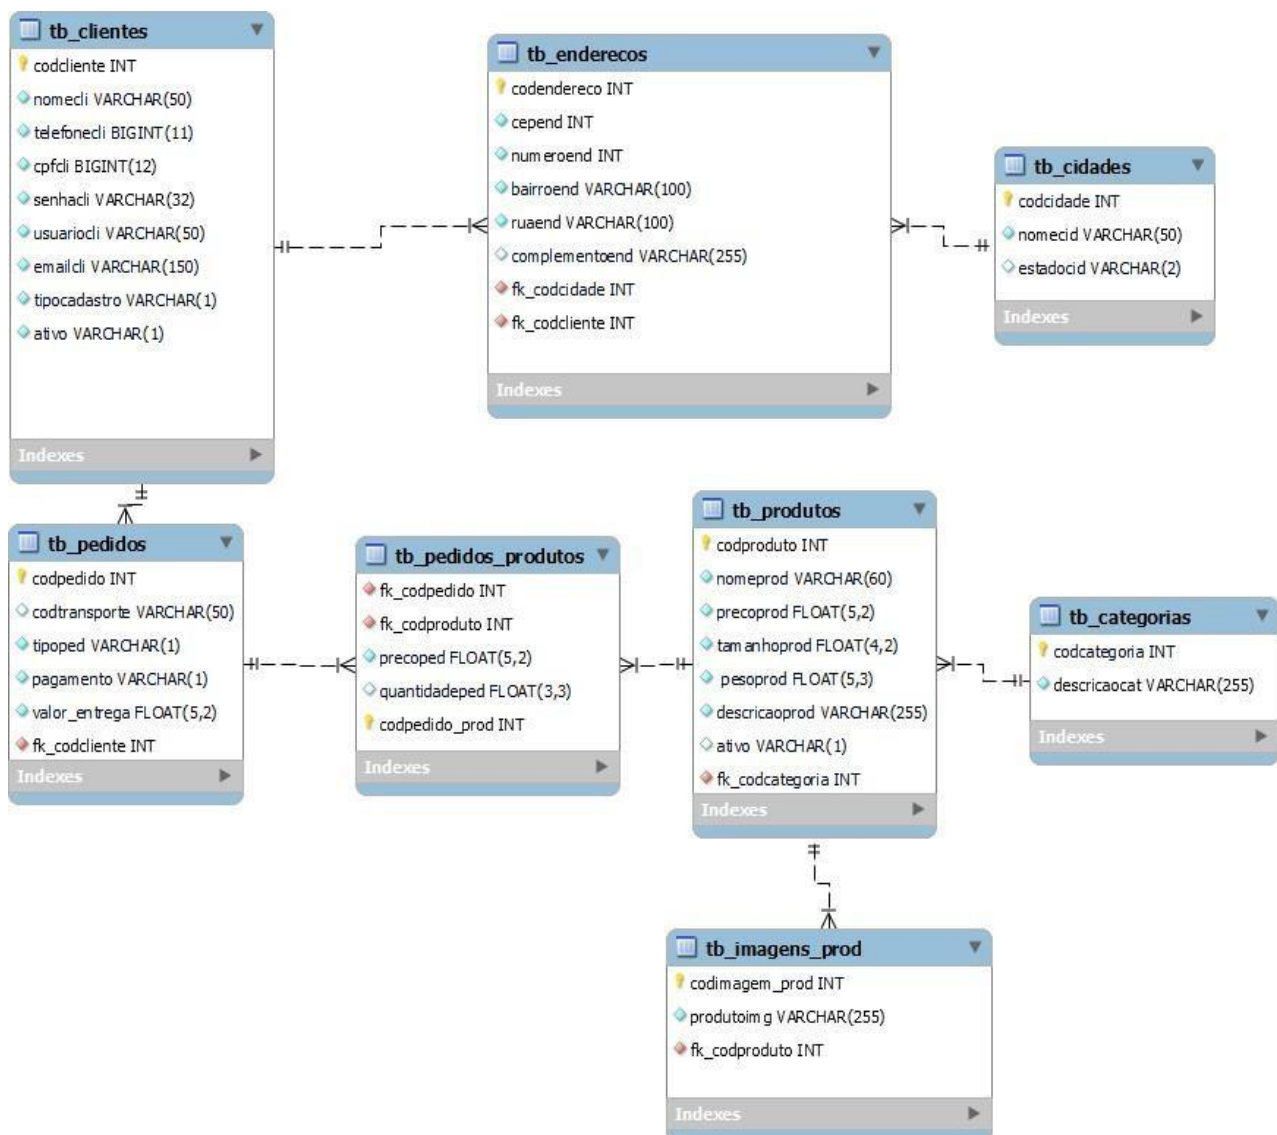 tb_clientes
codcliente INT
nomecli VARCHAR(50)
telefonecli BIGINT(11)
cpfcli BIGINT(12)
senhacli VARCHAR(32)
usuariocli VARCHAR(50)
emailcli VARCHAR(150)
tipocadastro VARCHAR(1)
ativo VARCHAR(1)
Indexes
tb_enderecos
codendereco INT
cepend INT
numeroend INT
bairroend VARCHAR(100)
ruaend VARCHAR(100)
complementoend VARCHAR(255)
fk_codcidade INT
fk_codcliente INT
Indexes
tb_cidades
codcidade INT
nomecid VARCHAR(50)
estadocid VARCHAR(2)
Indexes
tb_pedidos
codpedido INT
codtransporte VARCHAR(50)
tipoped VARCHAR(1)
pagamento VARCHAR(1)
valor_entrega FLOAT(5,2)
fk_codcliente INT
Indexes
tb_pedidos_produtos
fk_codpedido INT
fk_codproduto INT
precoped FLOAT(5,2)
quantidadeped FLOAT(3,3)
codpedido_prod INT
Indexes
tb_produtos
codproduto INT
nomeprod VARCHAR(60)
precoprod FLOAT(5,2)
tamanhoprod FLOAT(4,2)
pesoprod FLOAT(5,3)
descricaoprod VARCHAR(255)
ativo VARCHAR(1)
fk_codcategoria INT
Indexes
tb_categorias
codcategoria INT
descricaocat VARCHAR(255)
Indexes
tb_imagens_prod
codimagem_prod INT
produtoimg VARCHAR(255)
fk_codproduto INT
Indexes